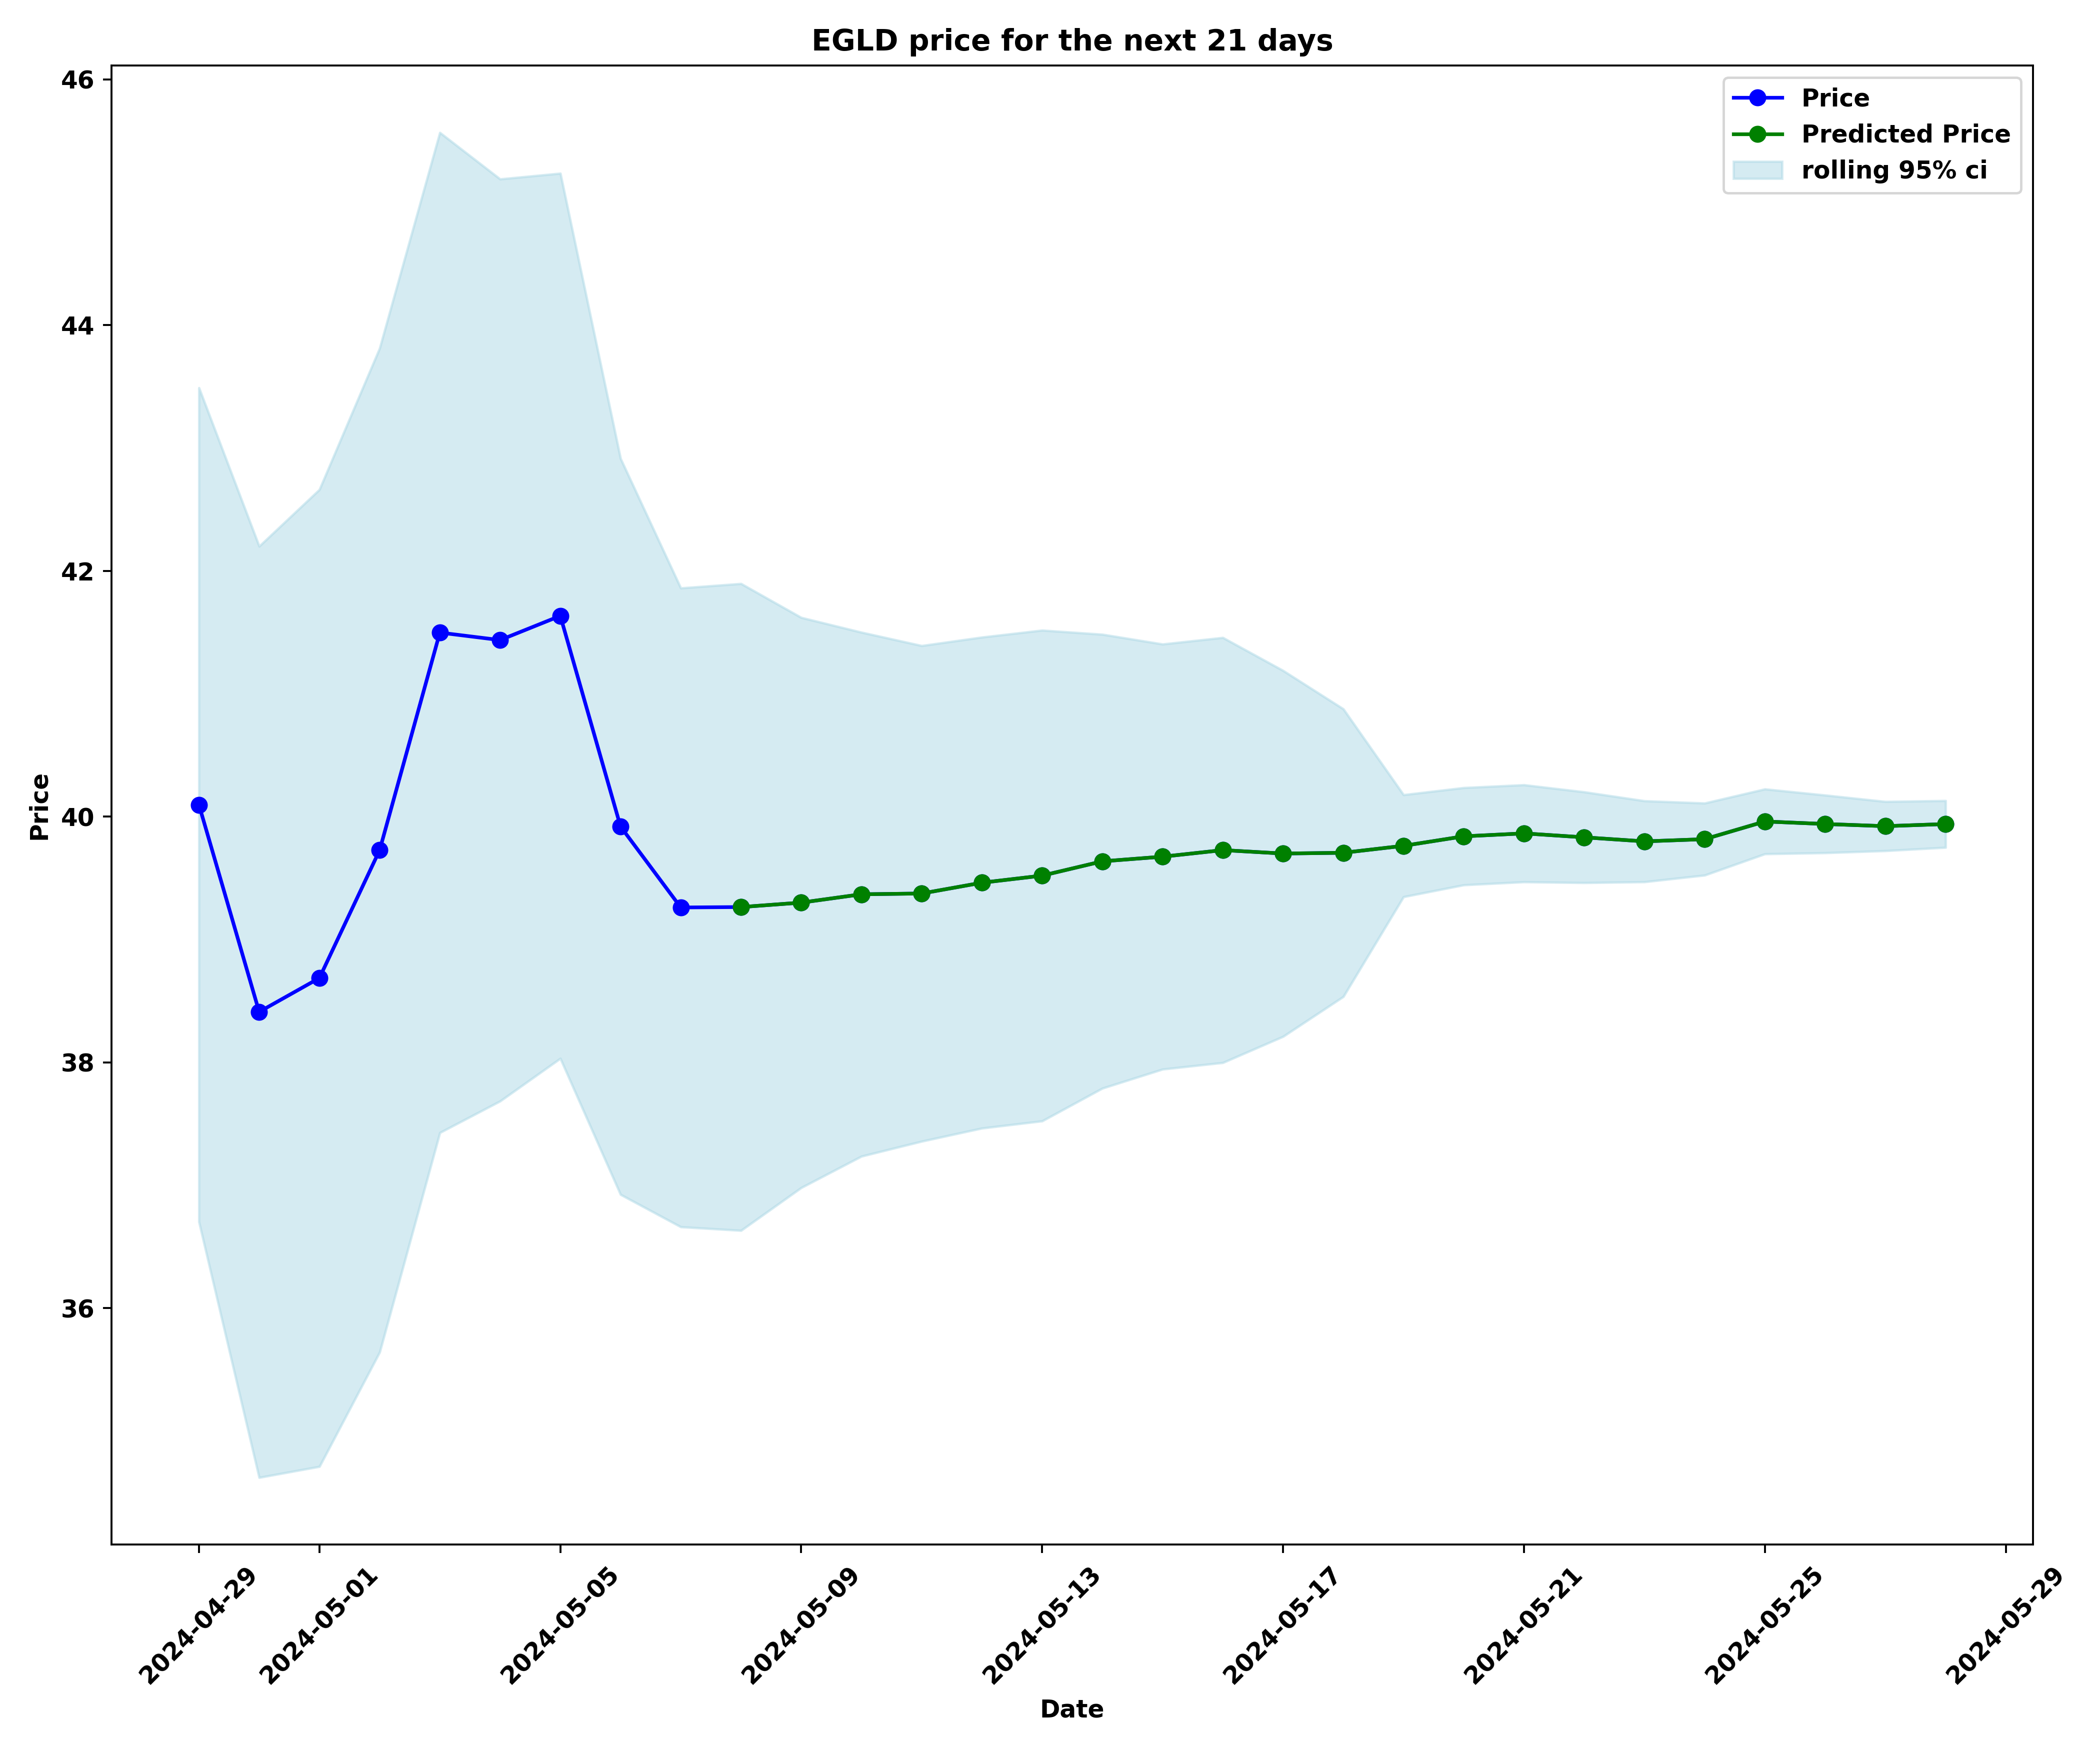 EGLD price for the next 21 days
46
44
42
40
38
36
Price
Price
Predicted Price
rolling 95% ci
2024-04-29
2024-05-01
2024-05-05
2024-05-09
2024-05-13
2024-05-17
2024-05-21
2024-05-25
2024-05-29
Date